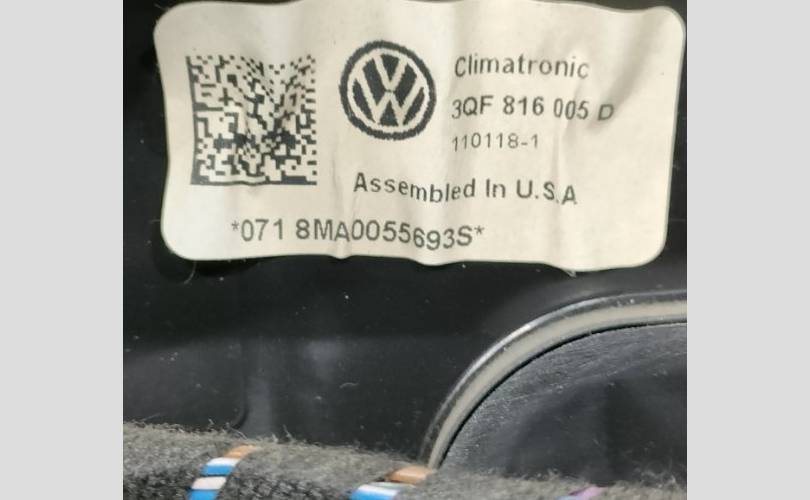 Climatronic
3QF 816 005 D
110118-1
Assembled In U.S.A
*071 8MA0055693S*